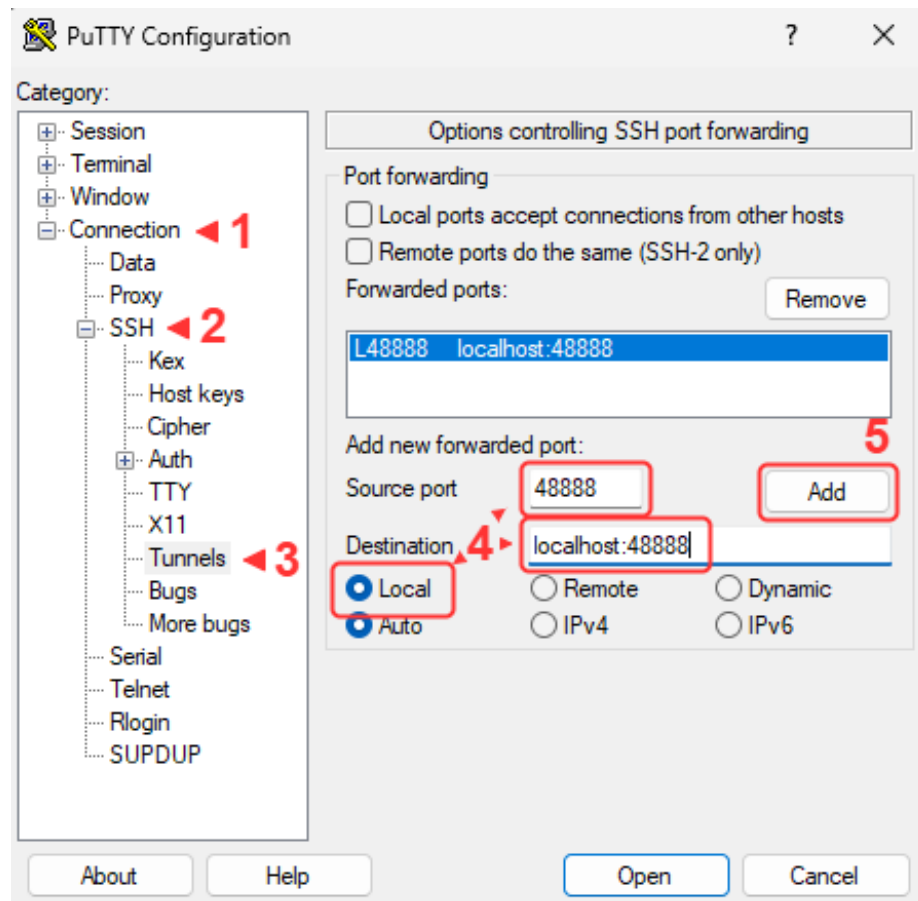 PuTTY Configuration ? ×
Category:
Session
Terminal
Window
Connection 1
Data
Proxy
SSH 2
Kex
Host keys
Cipher
Auth
TTY
X11
Tunnels 3
Bugs
More bugs
Serial
Telnet
Rlogin
SUPDUP
Options controlling SSH port forwarding
Port forwarding
Local ports accept connections from other hosts
Remote ports do the same (SSH-2 only)
Forwarded ports:
Remove
L48888 localhost:48888
Add new forwarded port:
5
Source port 48888 Add
Destination 4 localhost:48888
Local Remote Dynamic
Auto IPv4 IPv6
About Help Open Cancel